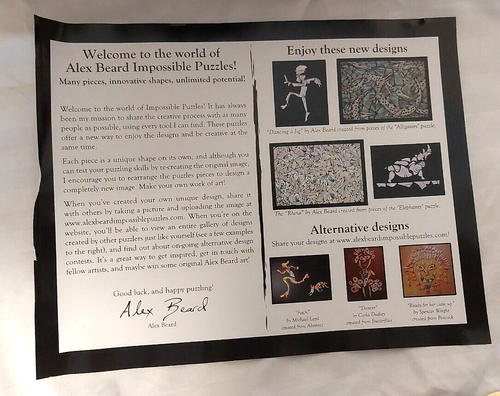 Welcome to the world of
Alex Beard Impossible Puzzles!
Many pieces, innovative shapes, unlimited potential!
Welcome to the world of Impossible Puzzles! It has always
been my mission to share the creative process with as many
people as possible, using every tool I can find. These puzzles
offer a new way to enjoy the designs and be creative at the
same time.
Each piece is a unique shape on its own, and although you
can test your puzzling skills by re-creating the original image,
I encourage you to rearrange the puzzles pieces to design a
completely new image. Make your own work of art!
When you've created your own unique design, share it
with others by taking a picture and uploading the image at
www.alexbeardimpossiblepuzzles.com. When you're on the
website, you'll be able to view an entire gallery of designs
created by other puzzlers just like yourself (see a few examples
to the right), and find out about on-going alternative design
contests. It's a great way to get inspired, get in touch with
fellow artists, and maybe win some original Alex Beard art!
Good luck, and happy puzzling!
Alex Beard
Alex Beard
Enjoy these new designs
"Dancing a Jig" by Alex Beard created from pieces of the "Alligators" puzzle.
The "Rhino" by Alex Beard created from pieces of the "Elephants" puzzle.
Alternative designs
Share your designs at www.alexbeardimpossiblepuzzles.com!
by Michael Levi
created from
"Dancer"
by Carla Dudley
created from Butterflies
"Ready for her close up"
by Spencer Wright
created from Peacock